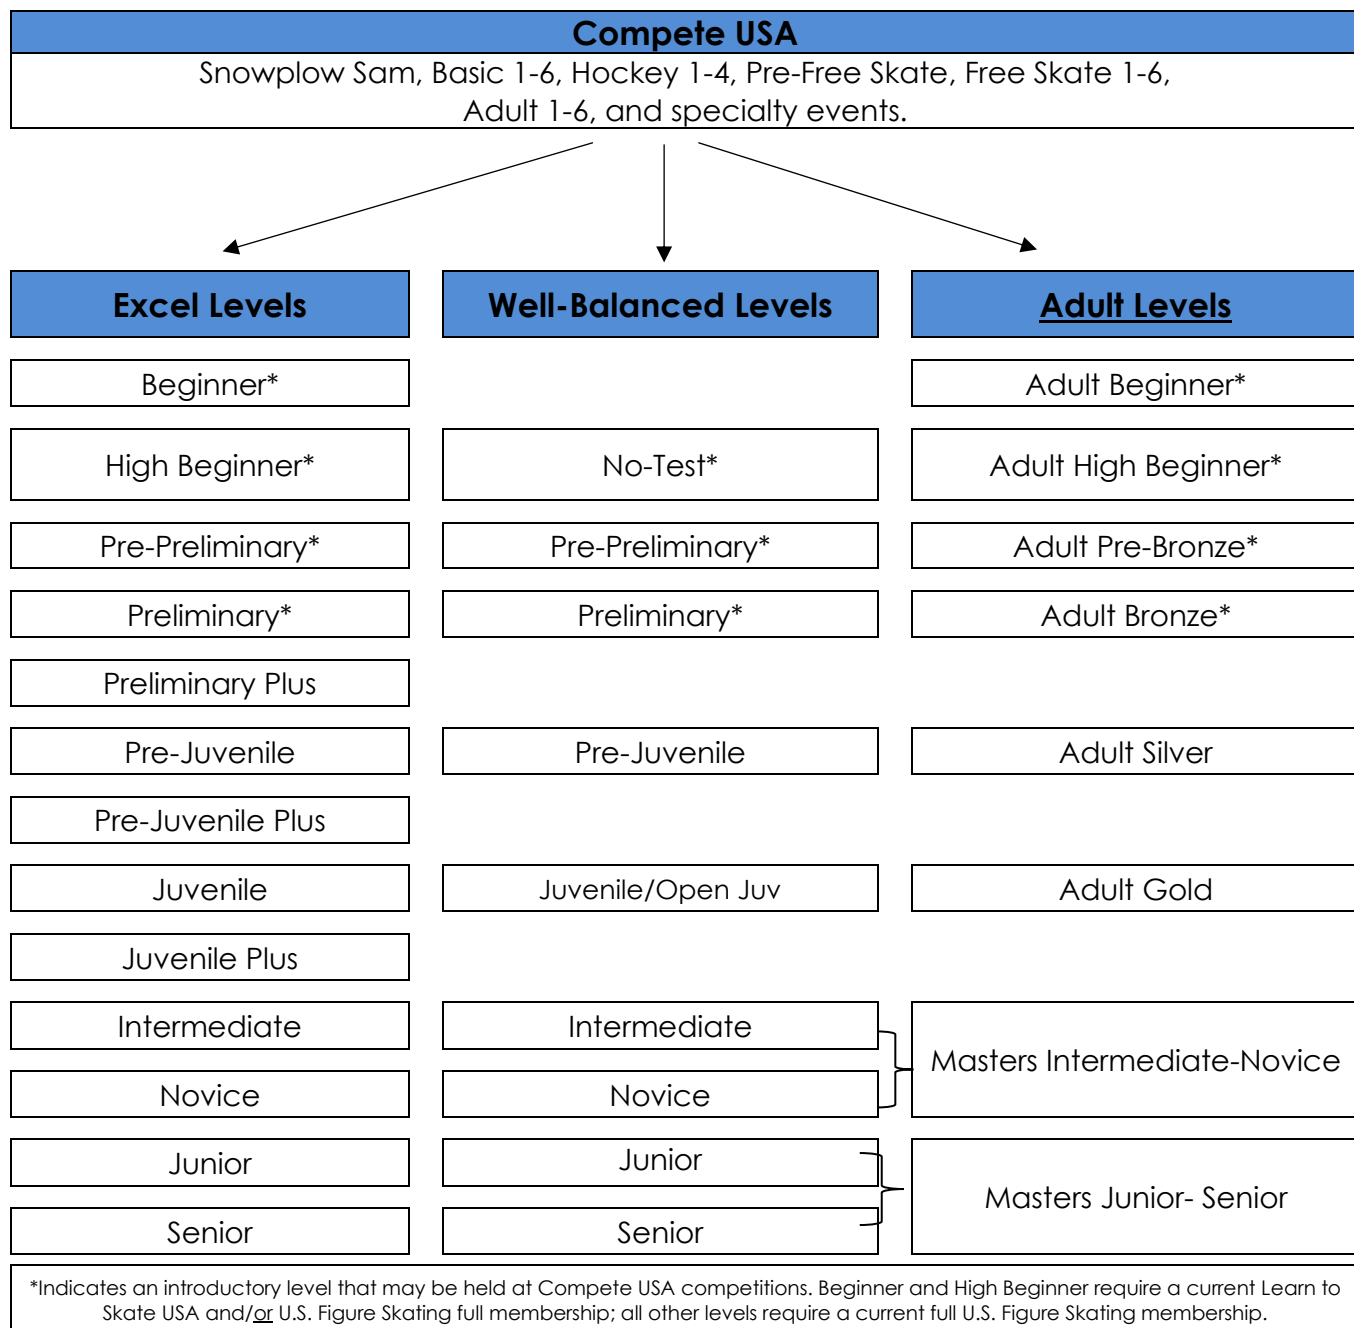 Compete USA
Snowplow Sam, Basic 1-6, Hockey 1-4, Pre-Free Skate, Free Skate 1-6,
Adult 1-6, and specialty events.
Excel Levels
Well-Balanced Levels
Adult Levels
Beginner*
Adult Beginner*
High Beginner*
No-Test*
Adult High Beginner*
Pre-Preliminary*
Pre-Preliminary*
Adult Pre-Bronze*
Preliminary*
Preliminary*
Adult Bronze*
Preliminary Plus
Pre-Juvenile
Pre-Juvenile
Adult Silver
Pre-Juvenile Plus
Juvenile
Juvenile/Open Juv
Adult Gold
Juvenile Plus
Intermediate
Intermediate
Masters Intermediate-Novice
Novice
Novice
Junior
Junior
Masters Junior- Senior
Senior
Senior
*Indicates an introductory level that may be held at Compete USA competitions. Beginner and High Beginner require a current Learn to
Skate USA and/or U.S. Figure Skating full membership; all other levels require a current full U.S. Figure Skating membership.